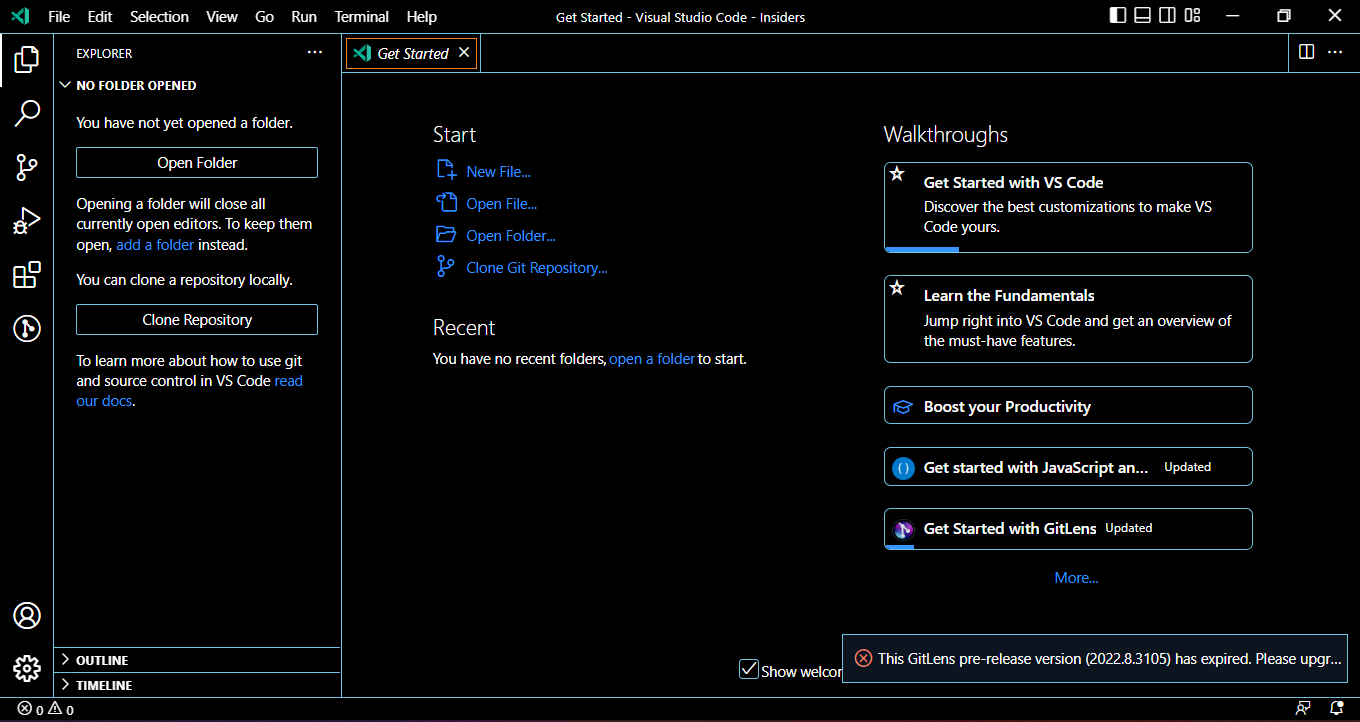 File Edit Selection View Go Run Terminal Help
Get Started - Visual Studio Code - Insiders
EXPLORER
NO FOLDER OPENED
You have not yet opened a folder.
Open Folder
Opening a folder will close all
currently open editors. To keep them
open, add a folder instead.
You can clone a repository locally.
Clone Repository
To learn more about how to use git
and source control in VS Code read
our docs.
OUTLINE
TIMELINE
Get Started
Start
New File...
Open File...
Open Folder...
Clone Git Repository...
Recent
You have no recent folders, open a folder to start.
Walkthroughs
Get Started with VS Code
Discover the best customizations to make VS
Code yours.
Learn the Fundamentals
Jump right into VS Code and get an overview of
the must-have features.
Boost your Productivity
Get started with JavaScript an... Updated
Get Started with GitLens Updated
More...
Show welcor
This GitLens pre-release version (2022.8.3105) has expired. Please upgr...
0 0